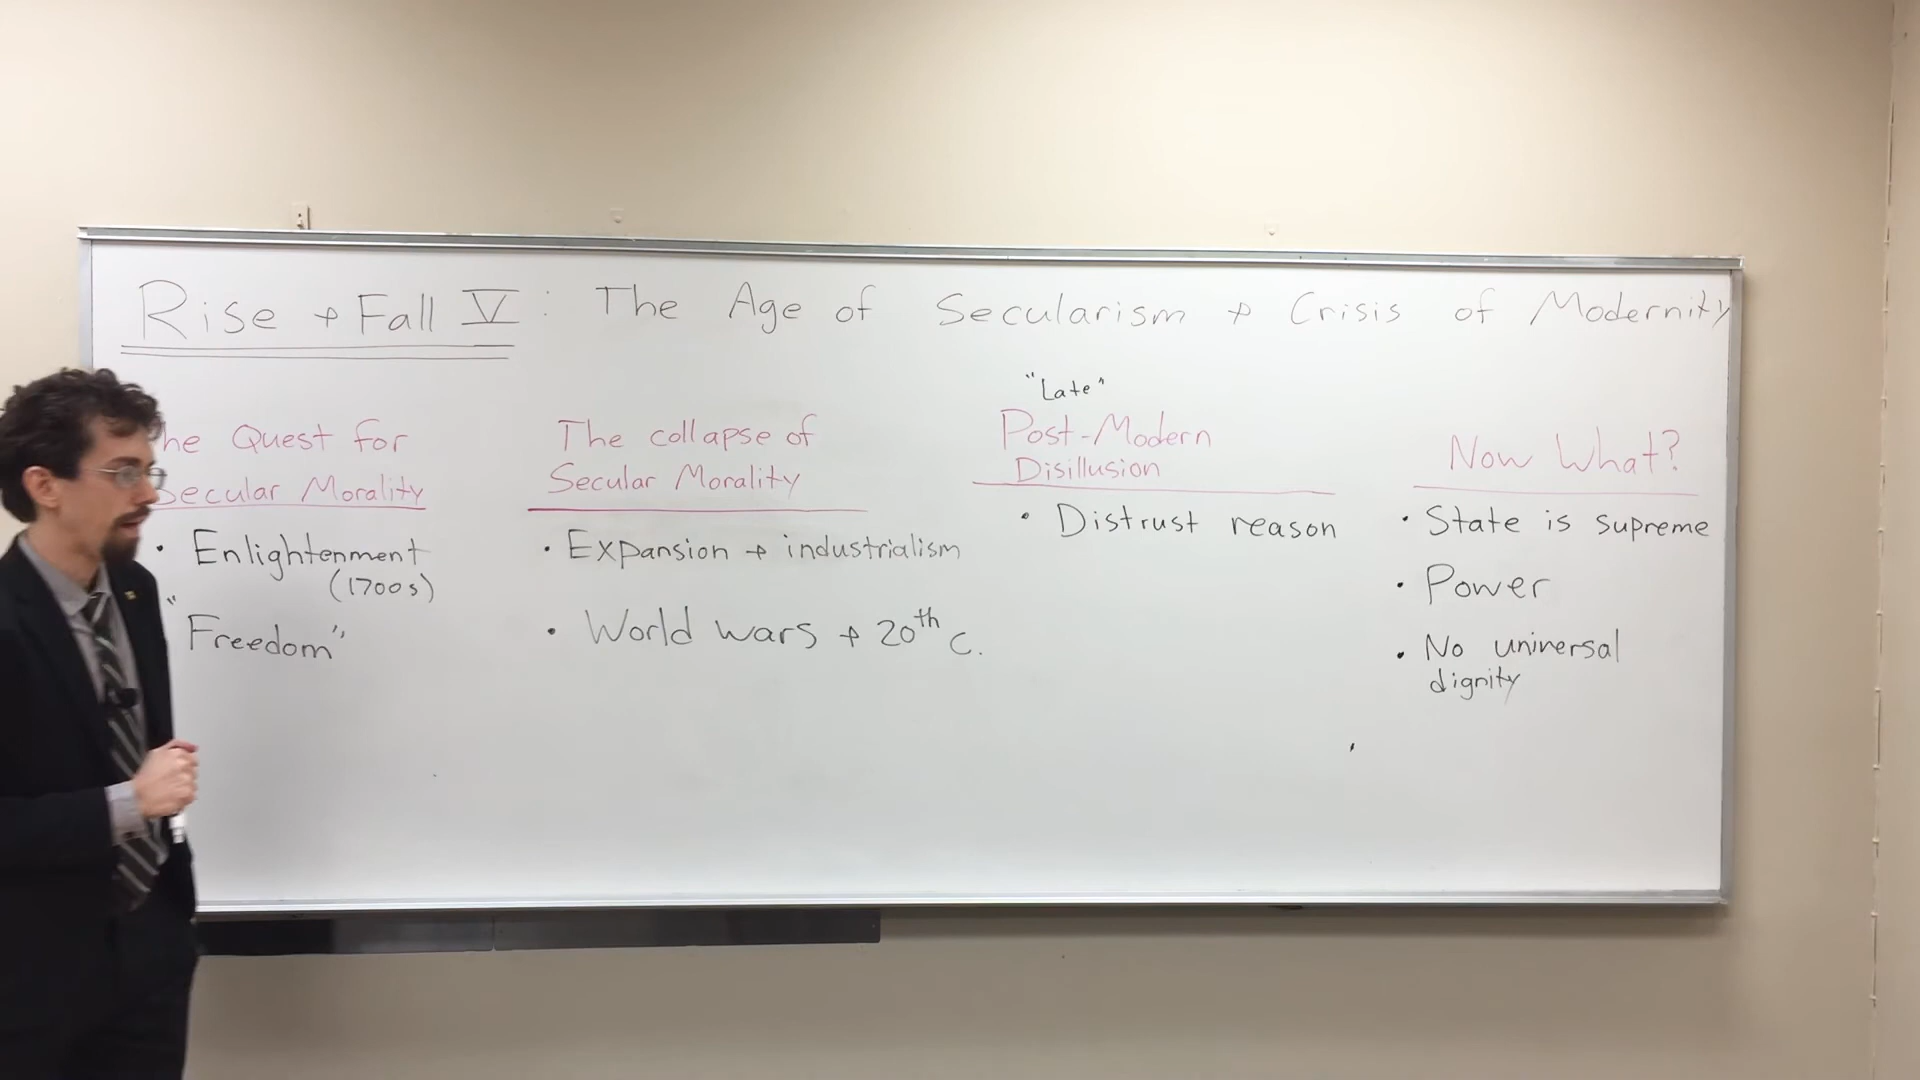 Rise + Fall V : The Age of Secularism + Crisis of Modernity
he Quest for
Secular Morality
• Enlightenment
(1700s)
"Freedom"
The collapse of
Secular Morality
• Expansion + industrialism
• World wars + 20th c.
"Late"
Post-Modern
Disillusion
• Distrust reason
Now What?
• State is supreme
• Power
• No universal
dignity